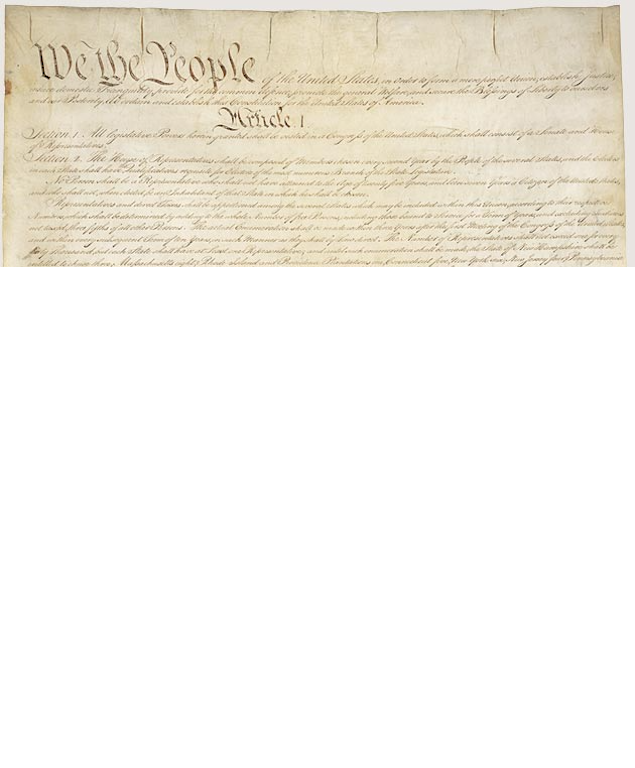 We the People of the United States, in Order to form a more perfect Union, establish Justice,
insure domestic Tranquility, provide for the common defence, promote the general Welfare, and secure the Blessings of Liberty to ourselves
and our Posterity, do ordain and establish this Constitution for the United States of America.
Article. I.
Section. 1. All legislative Powers herein granted shall be vested in a Congress of the United States, which shall consist of a Senate and House
of Representatives.
Section. 2. The House of Representatives shall be composed of Members chosen every second Year by the People of the several States, and the Electors
in each State shall have Qualifications requisite for Electors of the most numerous Branch of the State Legislature.
No Person shall be a Representative who shall not have attained to the Age of twenty five Years, and been seven Years a Citizen of the United States,
and who shall not, when elected, be an Inhabitant of that State in which he shall be chosen.
Representatives and direct Taxes shall be apportioned among the several States which may be included within this Union, according to their respective
Numbers, which shall be determined by adding to the whole Number of free Persons, including those bound to Service for a Term of Years, and excluding Indians
not taxed, three fifths of all other Persons. The actual Enumeration shall be made within three Years after the first Meeting of the Congress of the United States,
and within every subsequent Term of ten Years, in such Manner as they shall by Law direct. The Number of Representatives shall not exceed one for every
thirty Thousand, but each State shall have at Least one Representative; and until such enumeration shall be made, the State of New Hampshire shall be
entitled to chuse three, Massachusetts eight, Rhode Island and Providence Plantations one, Connecticut five, New York six, New Jersey four, Pennsylvania